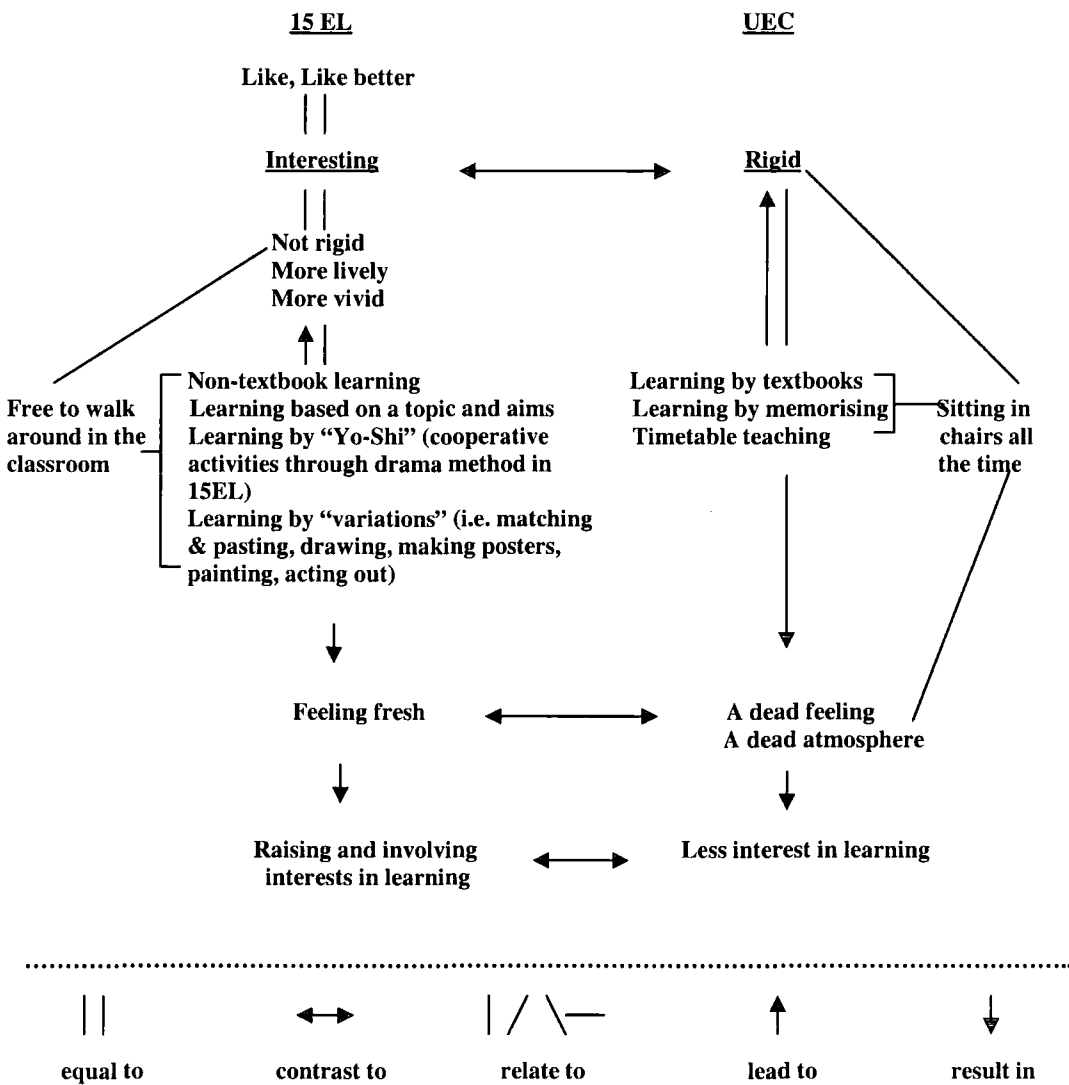 15 EL
UEC
Like, Like better
Interesting
Rigid
Not rigid
More lively
More vivid
Free to walk
around in the
classroom
Non-textbook learning
Learning based on a topic and aims
Learning by “Yo-Shi” (cooperative
activities through drama method in
15EL)
Learning by “variations” (i.e. matching
& pasting, drawing, making posters,
painting, acting out)
Learning by textbooks
Learning by memorising
Timetable teaching
Sitting in
chairs all
the time
Feeling fresh
A dead feeling
A dead atmosphere
Raising and involving
interests in learning
Less interest in learning
equal to
contrast to
relate to
lead to
result in